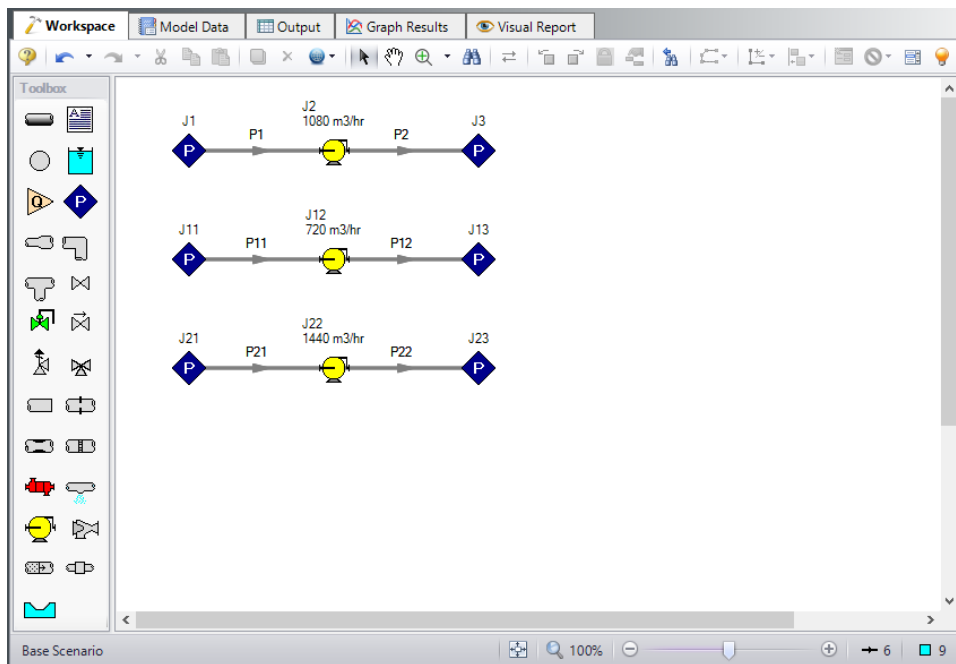 Workspace
Model Data
Output
Graph Results
Visual Report
Toolbox
A
Q
P
J1
P1
J2
1080 m3/hr
P2
J3
P
P
J11
P11
J12
720 m3/hr
P12
J13
P
P
J21
P21
J22
1440 m3/hr
P22
J23
P
P
Base Scenario
100%
6
9